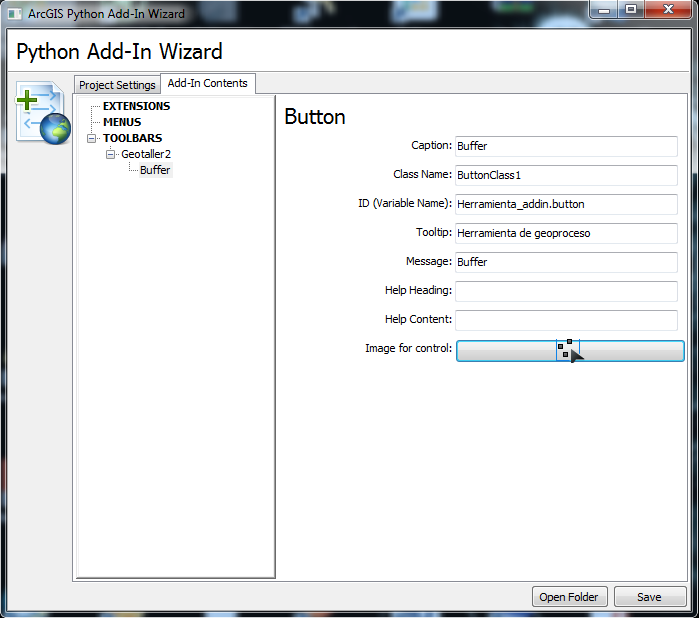 ArcGIS Python Add-In Wizard
Python Add-In Wizard
Project Settings
Add-In Contents
EXTENSIONS
MENUS
TOOLBARS
Geotaller2
Buffer
Button
Caption: Buffer
Class Name: ButtonClass1
ID (Variable Name): Herramienta_addin.button
Tooltip: Herramienta de geoproceso
Message: Buffer
Help Heading:
Help Content:
Image for control:
Open Folder
Save